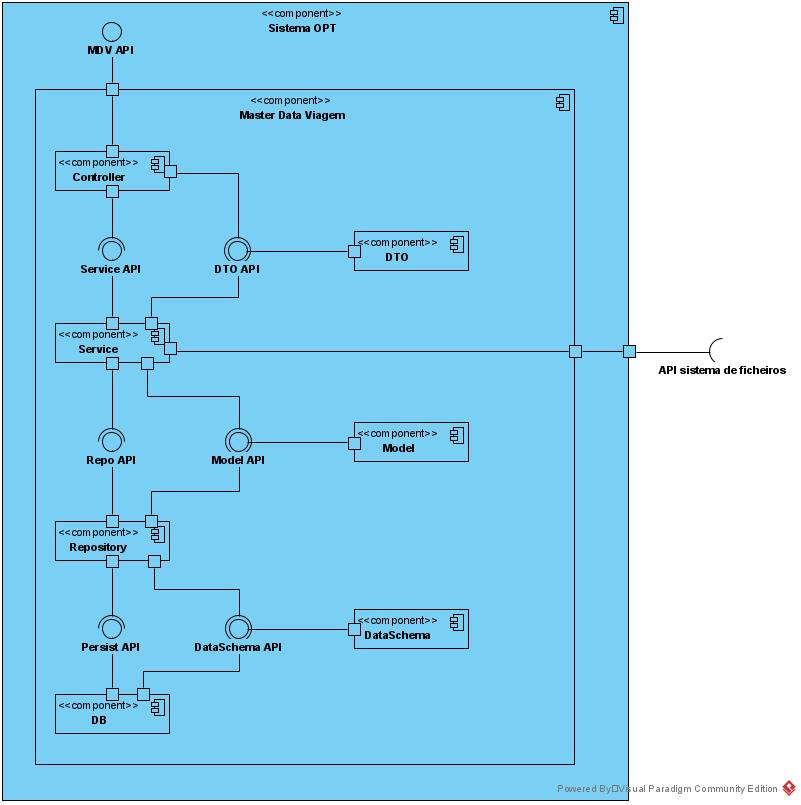 <<component>>
Sistema OPT
MDV API
<<component>>
Master Data Viagem
<<component>>
Controller
Service API
DTO API
<<component>>
DTO
<<component>>
Service
API sistema de ficheiros
Repo API
Model API
<<component>>
Model
<<component>>
Repository
Persist API
DataSchema API
<<component>>
DataSchema
<<component>>
DB
Powered By Visual Paradigm Community Edition